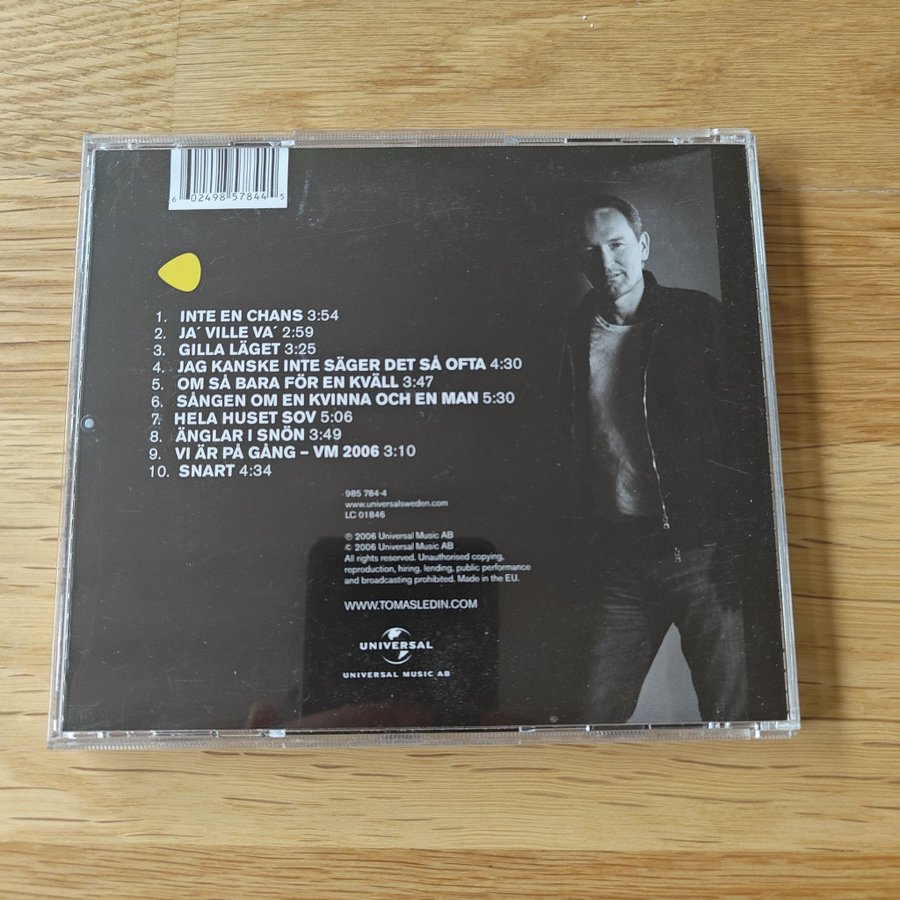 6 02498 57844 5
1. INTE EN CHANS 3:54
2. JA´ VILLE VA´ 2:59
3. GILLA LÄGET 3:25
4. JAG KANSKE INTE SÄGER DET SÅ OFTA 4:30
5. OM SÅ BARA FÖR EN KVÄLL 3:47
6. SÅNGEN OM EN KVINNA OCH EN MAN 5:30
7. HELA HUSET SOV 5:06
8. ÄNGLAR I SNÖN 3:49
9. VI ÄR PÅ GÅNG – VM 2006 3:10
10. SNART 4:34
985 784-4
www.universalsweden.com
LC 01846
℗ 2006 Universal Music AB
© 2006 Universal Music AB
All rights reserved. Unauthorised copying,
reproduction, hiring, lending, public performance
and broadcasting prohibited. Made in the EU.
WWW.TOMASLEDIN.COM
UNIVERSAL
UNIVERSAL MUSIC AB